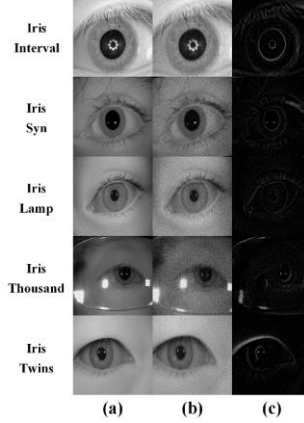 Iris
Interval
Iris
Syn
Iris
Lamp
Iris
Thousand
Iris
Twins
(a) (b) (c)